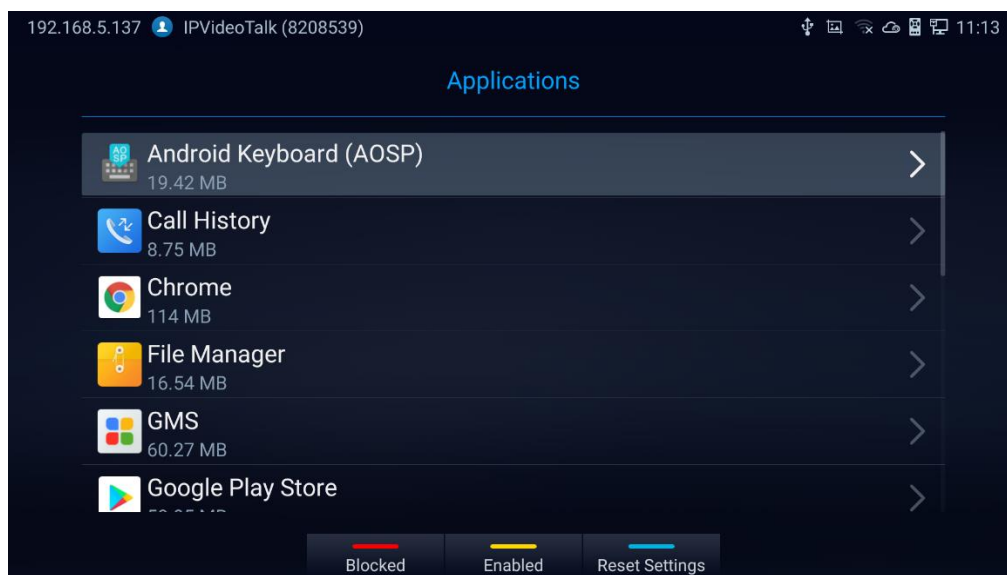 192.168.5.137 IPVideoTalk (8208539) 11:13
Applications
AO
SP
Android Keyboard (AOSP)
19.42 MB
Call History
8.75 MB
Chrome
114 MB
File Manager
16.54 MB
GMS
60.27 MB
Google Play Store
Blocked Enabled Reset Settings